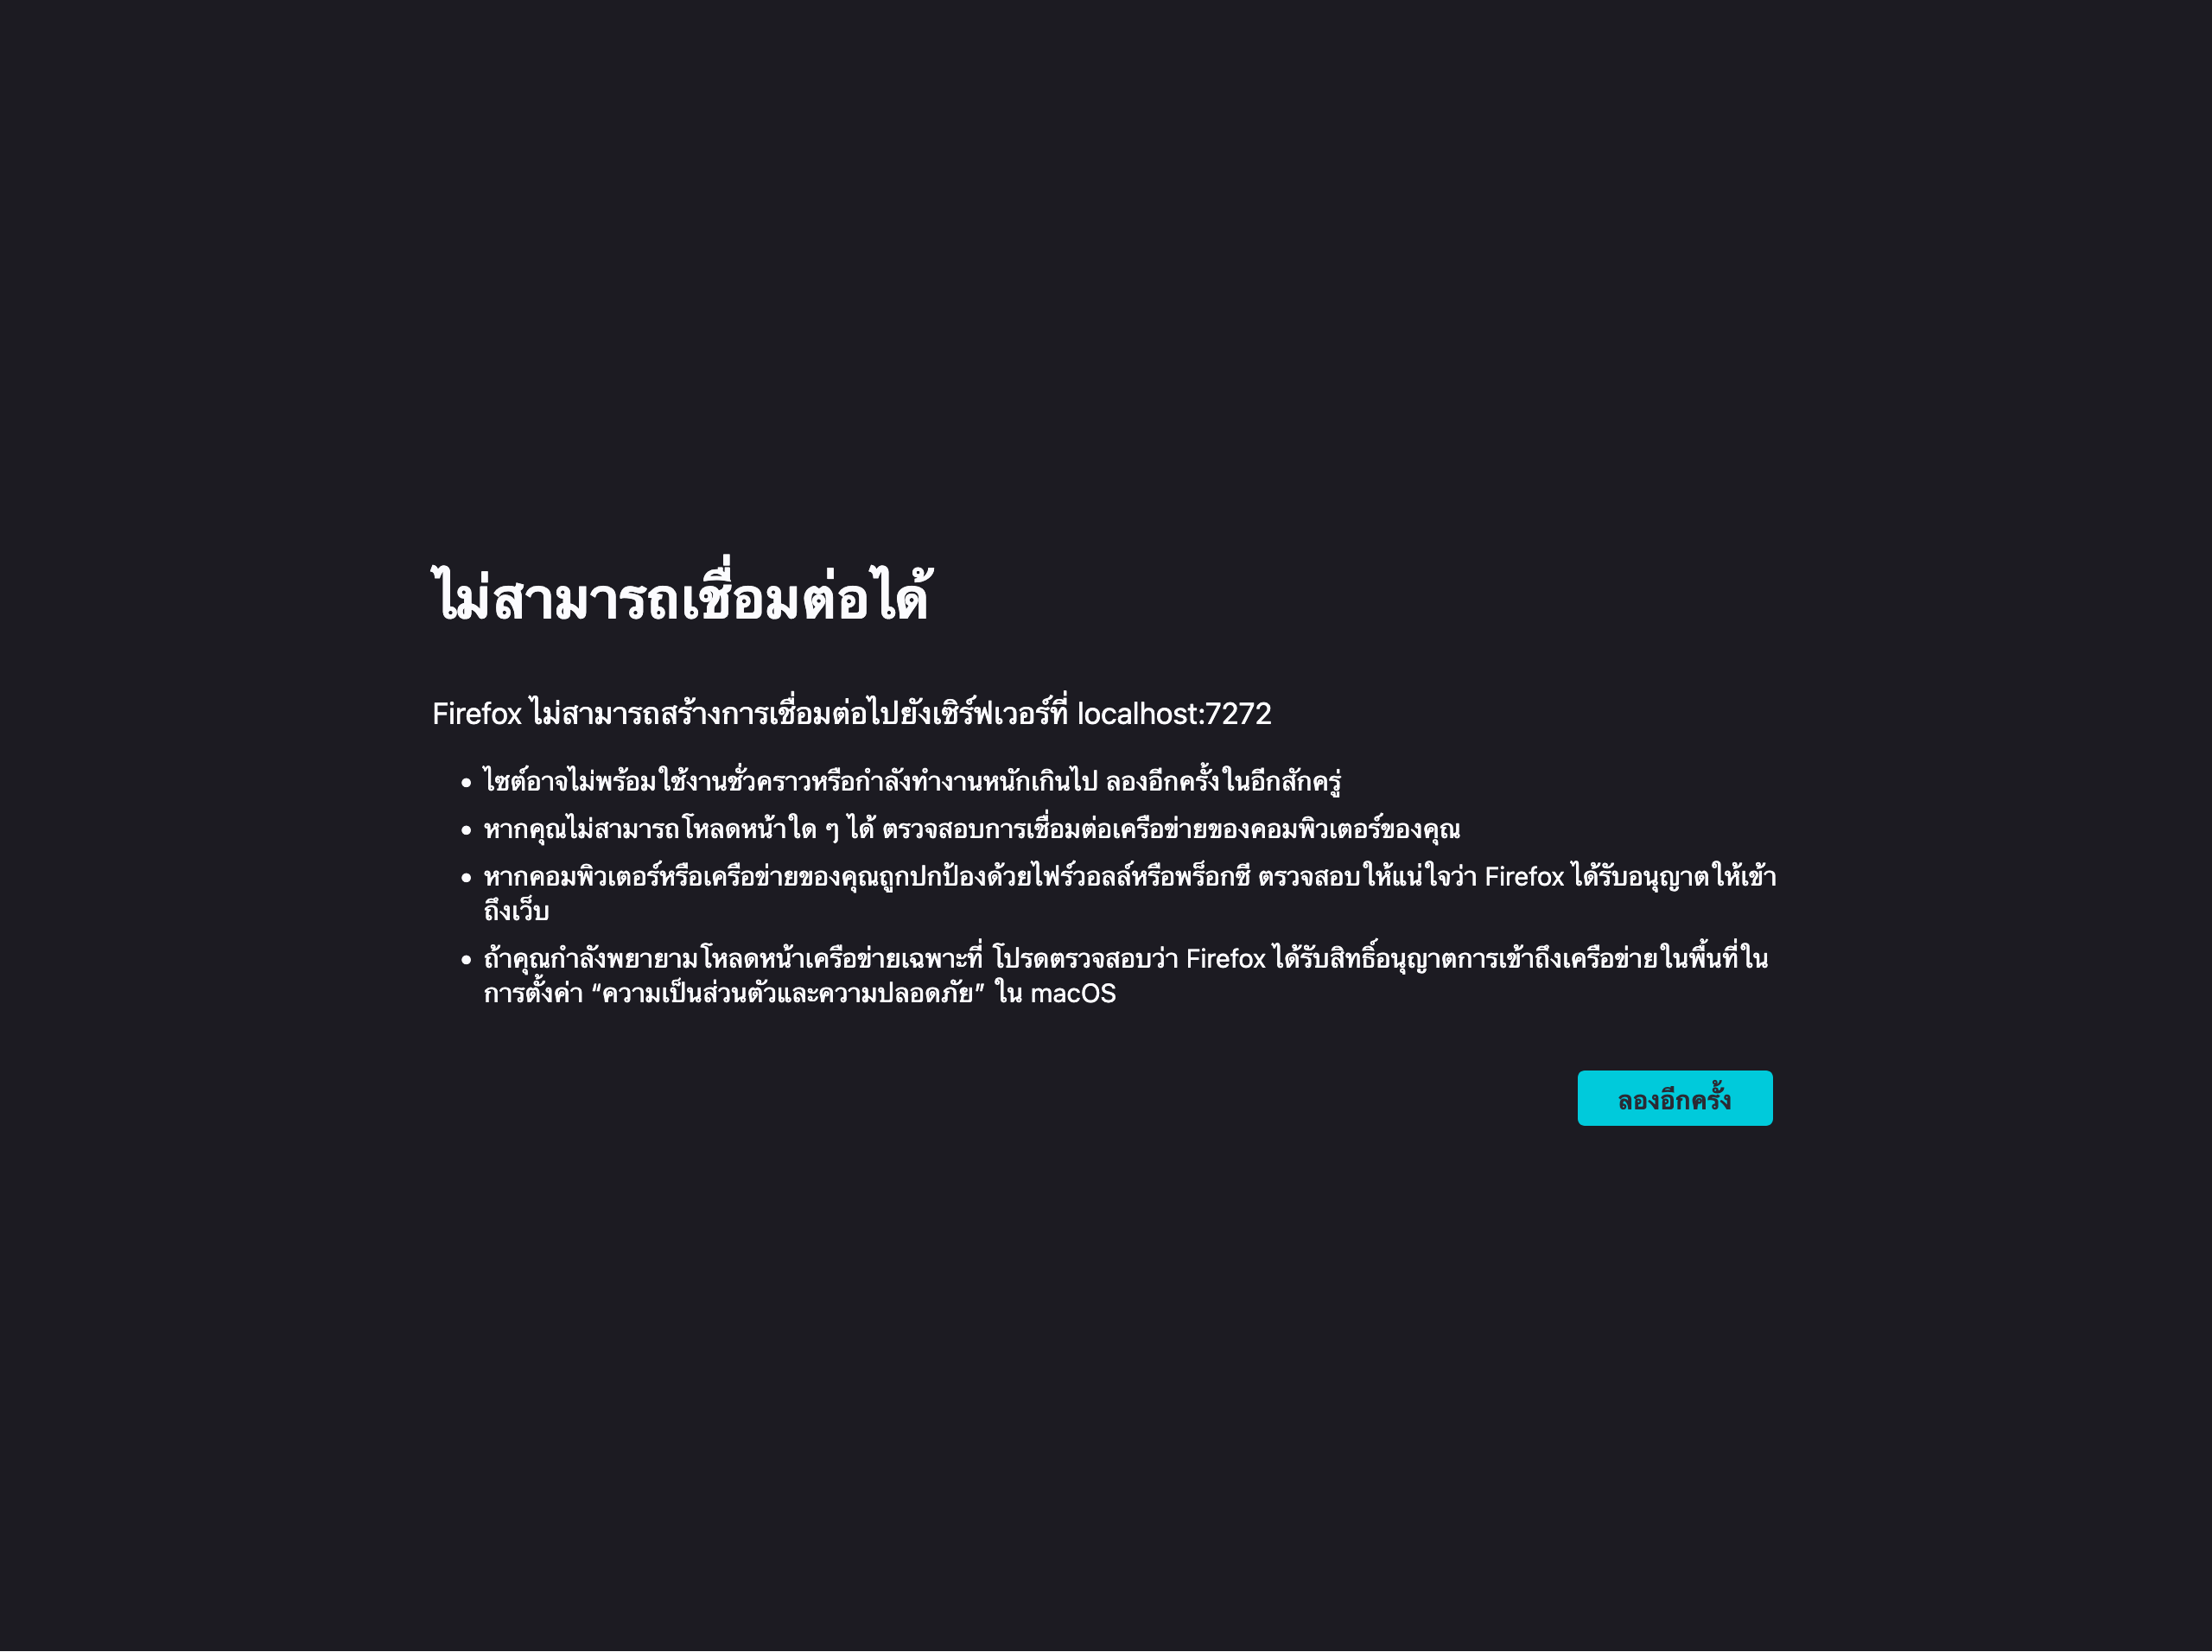 ไม่สามารถเชื่อมต่อได้
Firefox ไม่สามารถสร้างการเชื่อมต่อไปยังเซิร์ฟเวอร์ที่ localhost:7272
• ไซต์อาจไม่พร้อมใช้งานชั่วคราวหรือกำลังทำงานหนักเกินไป ลองอีกครั้งในอีกสักครู่
• หากคุณไม่สามารถโหลดหน้าใด ๆ ได้ ตรวจสอบการเชื่อมต่อเครือข่ายของคอมพิวเตอร์ของคุณ
• หากคอมพิวเตอร์หรือเครือข่ายของคุณถูกปกป้องด้วยไฟร์วอลล์หรือพร็อกซี ตรวจสอบให้แน่ใจว่า Firefox ได้รับอนุญาตให้เข้า
ถึงเว็บ
• ถ้าคุณกำลังพยายามโหลดหน้าเครือข่ายเฉพาะที่ โปรดตรวจสอบว่า Firefox ได้รับสิทธิ์อนุญาตการเข้าถึงเครือข่ายในพื้นที่ใน
การตั้งค่า “ความเป็นส่วนตัวและความปลอดภัย” ใน macOS
ลองอีกครั้ง